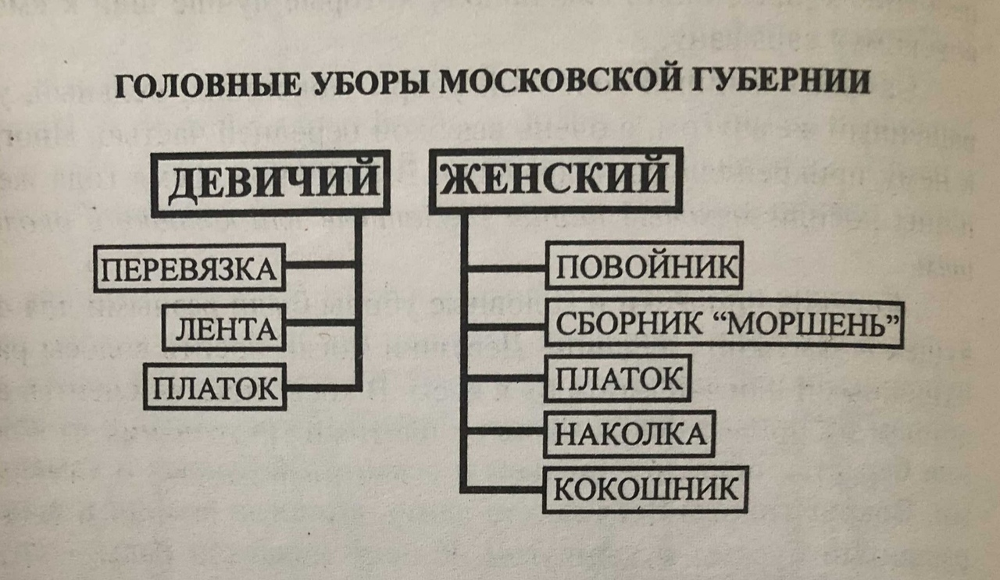 ГОЛОВНЫЕ УБОРЫ МОСКОВСКОЙ ГУБЕРНИИ
ДЕВИЧИЙ
ПЕРЕВЯЗКА
ЛЕНТА
ПЛАТОК
ЖЕНСКИЙ
ПОВОЙНИК
СБОРНИК “МОРШЕНЬ”
ПЛАТОК
НАКОЛКА
КОКОШНИК